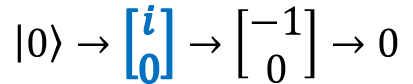 |0⟩ → [i 0] → [−1 0] → 0